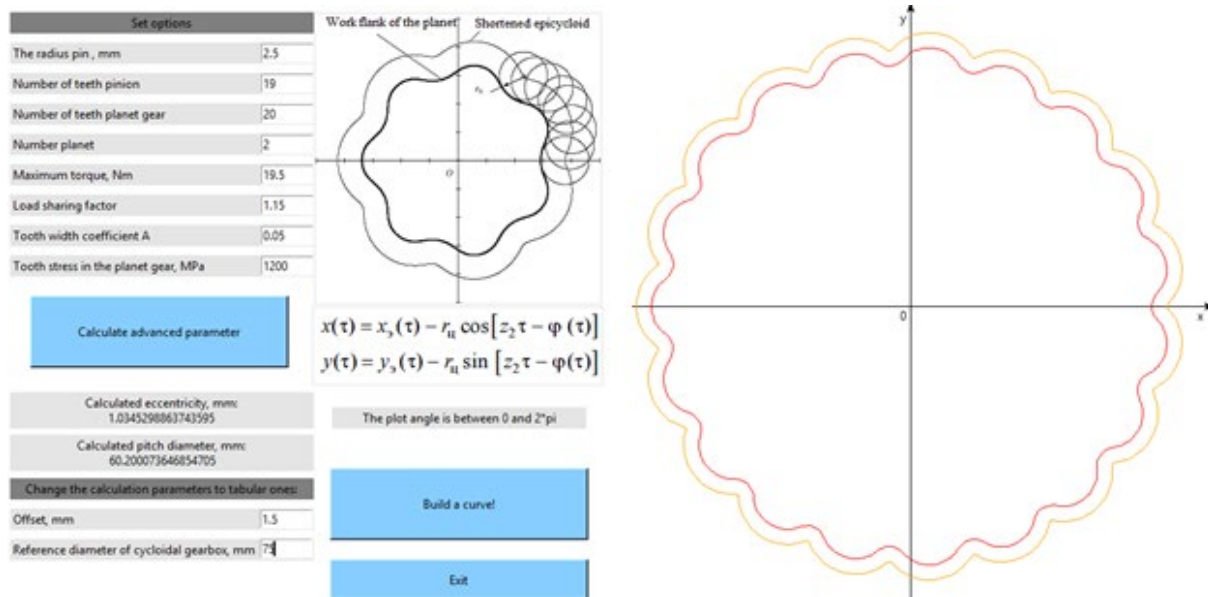 Set options
The radius pin , mm 2.5
Number of teeth pinion 19
Number of teeth planet gear 20
Number planet 2
Maximum torque, Nm 19.5
Load sharing factor 1.15
Tooth width coefficient A 0.05
Tooth stress in the planet gear, MPa 1200
Calculate advanced parameter
Calculated eccentricity, mm:
1.0345298863743595
Calculated pitch diameter, mm:
60.200073646854705
Change the calculation parameters to tabular ones:
Offset, mm 1.5
Reference diameter of cycloidal gearbox, mm 75
Work flank of the planet
Shortened epicycloid
O
x(τ) = xэ(τ) − rц cos[z2τ − φ (τ)]
y(τ) = yэ(τ) − rц sin [z2τ − φ(τ)]
The plot angle is between 0 and 2*pi
Build a curve!
Exit
y
0
x